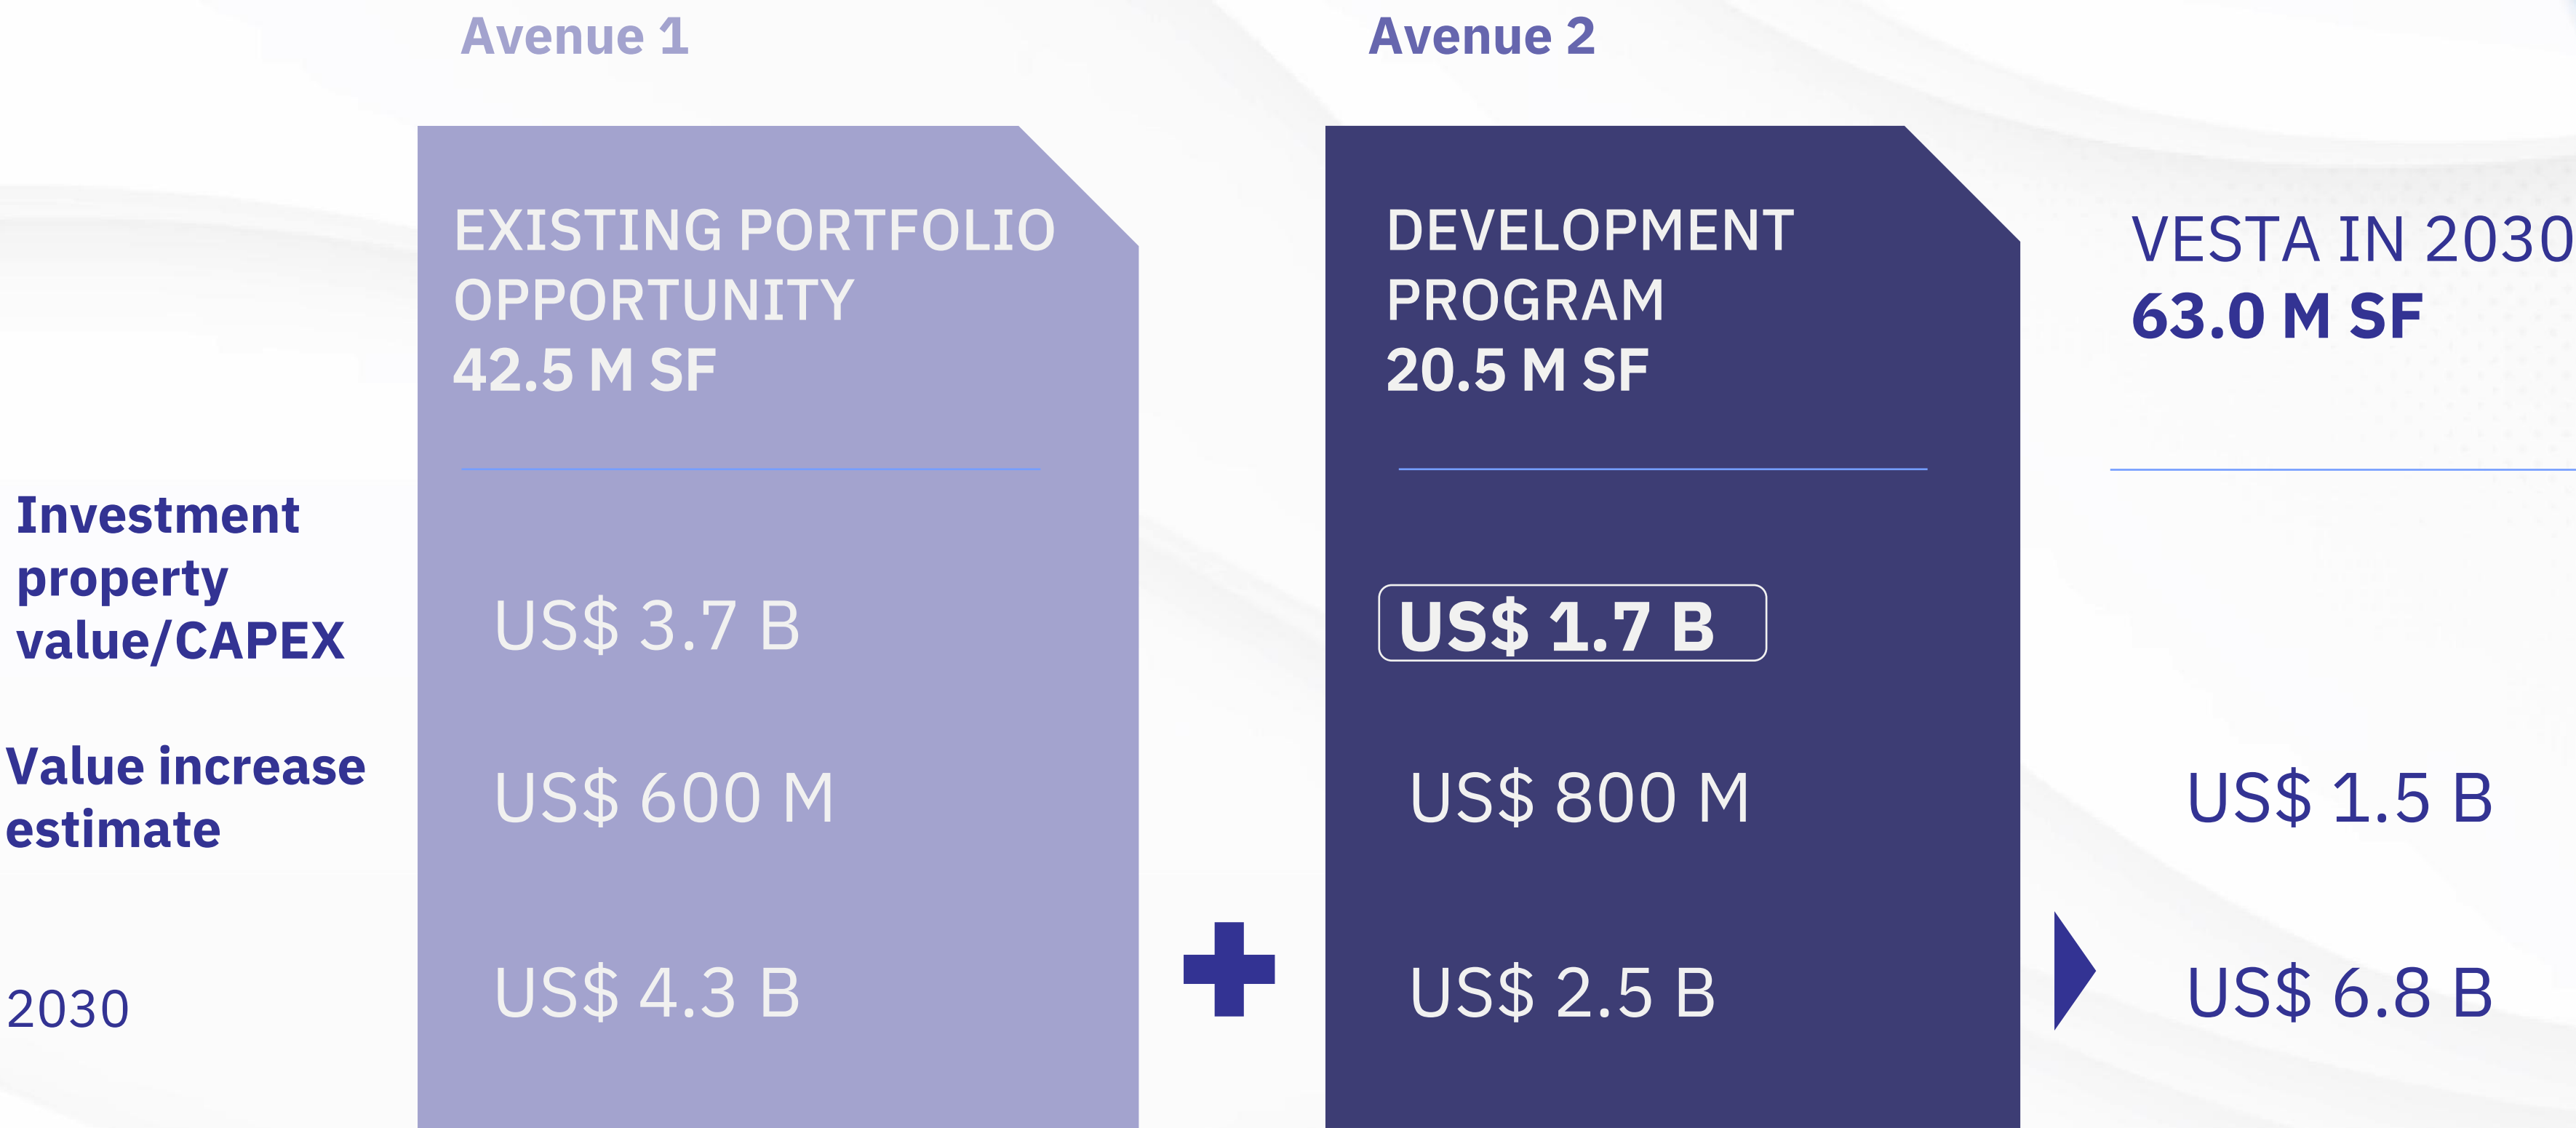 Avenue 1
Avenue 2
EXISTING PORTFOLIO
OPPORTUNITY
42.5 M SF
DEVELOPMENT
PROGRAM
20.5 M SF
VESTA IN 2030
63.0 M SF
Investment
property
value/CAPEX
US$ 3.7 B
US$ 1.7 B
Value increase
estimate
US$ 600 M
US$ 800 M
US$ 1.5 B
2030
US$ 4.3 B
US$ 2.5 B
US$ 6.8 B